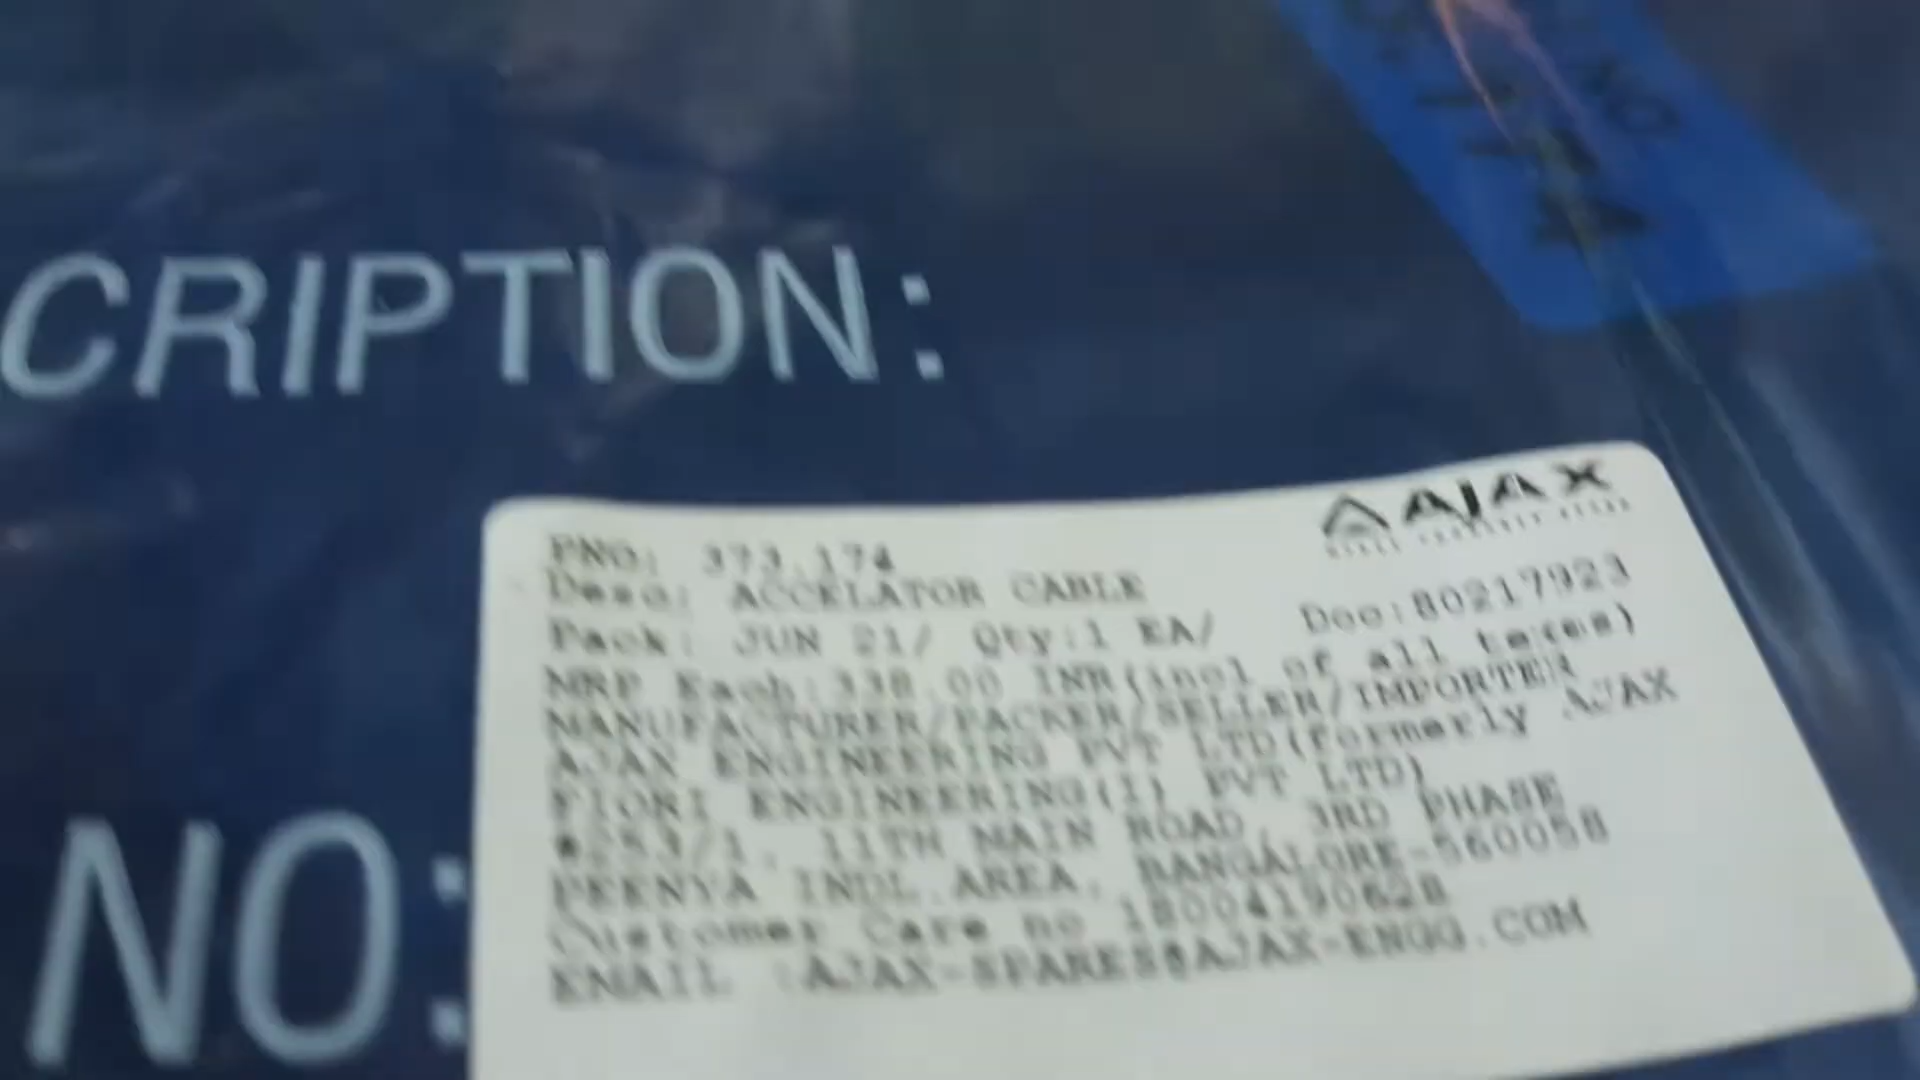 CRIPTION:
AJAX
PNO: 373.174
Desc: ACCELATOR CABLE
Doc:80217923
Pack: JUN 21/ Qty:1 EA/
MRP Each:338.00 INR(incl of all taxes)
MANUFACTURER/PACKER/SELLER/IMPORTER
AJAX ENGINEERING PVT LTD(formerly AJAX
FIORI ENGINEERING(I) PVT LTD)
#253/1, 11TH MAIN ROAD, 3RD PHASE
PEENYA INDL.AREA, BANGALORE-560058
Customer Care no 18004190628
EMAIL :AJAX-SPARES@AJAX-ENGG.COM
NO: